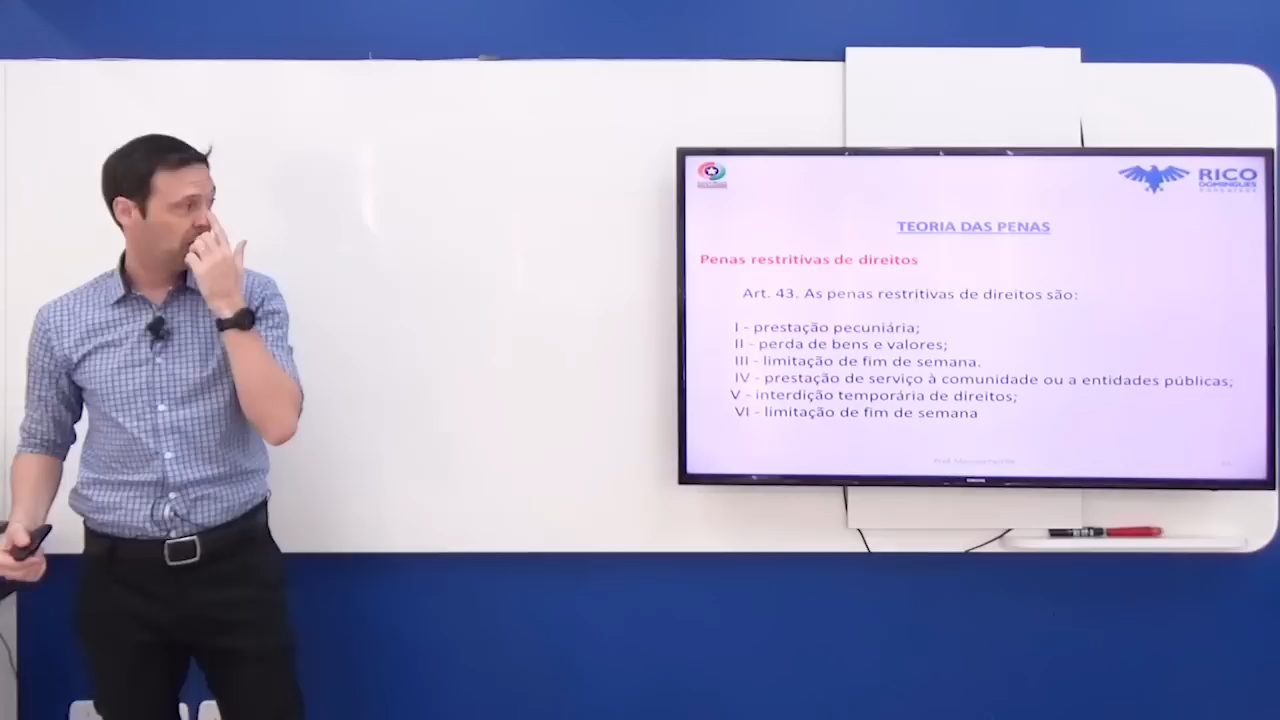 RICO
DOMINGUES
TEORIA DAS PENAS
Penas restritivas de direitos
Art. 43. As penas restritivas de direitos são:
I - prestação pecuniária;
II - perda de bens e valores;
III - limitação de fim de semana.
IV - prestação de serviço à comunidade ou a entidades públicas;
V - interdição temporária de direitos;
VI - limitação de fim de semana